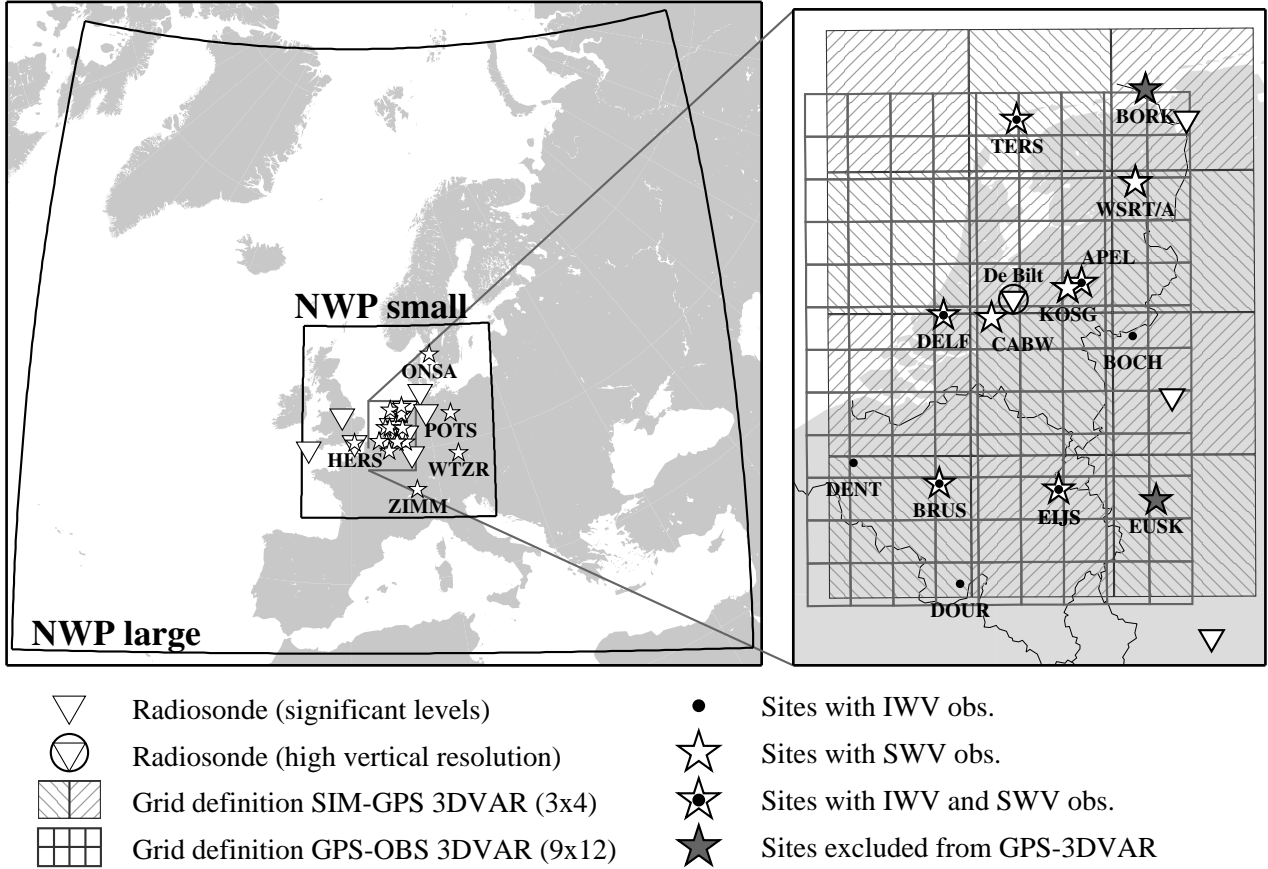 NWP small
ONSA
POTS
HERS
WTZR
ZIMM
NWP large
BORK
TERS
WSRT/A
APEL
De Bilt
KOSG
DELF
CABW
BOCH
DENT
BRUS
EIJS
EUSK
DOUR
Radiosonde (significant levels)
Radiosonde (high vertical resolution)
Grid definition SIM-GPS 3DVAR (3x4)
Grid definition GPS-OBS 3DVAR (9x12)
Sites with IWV obs.
Sites with SWV obs.
Sites with IWV and SWV obs.
Sites excluded from GPS-3DVAR